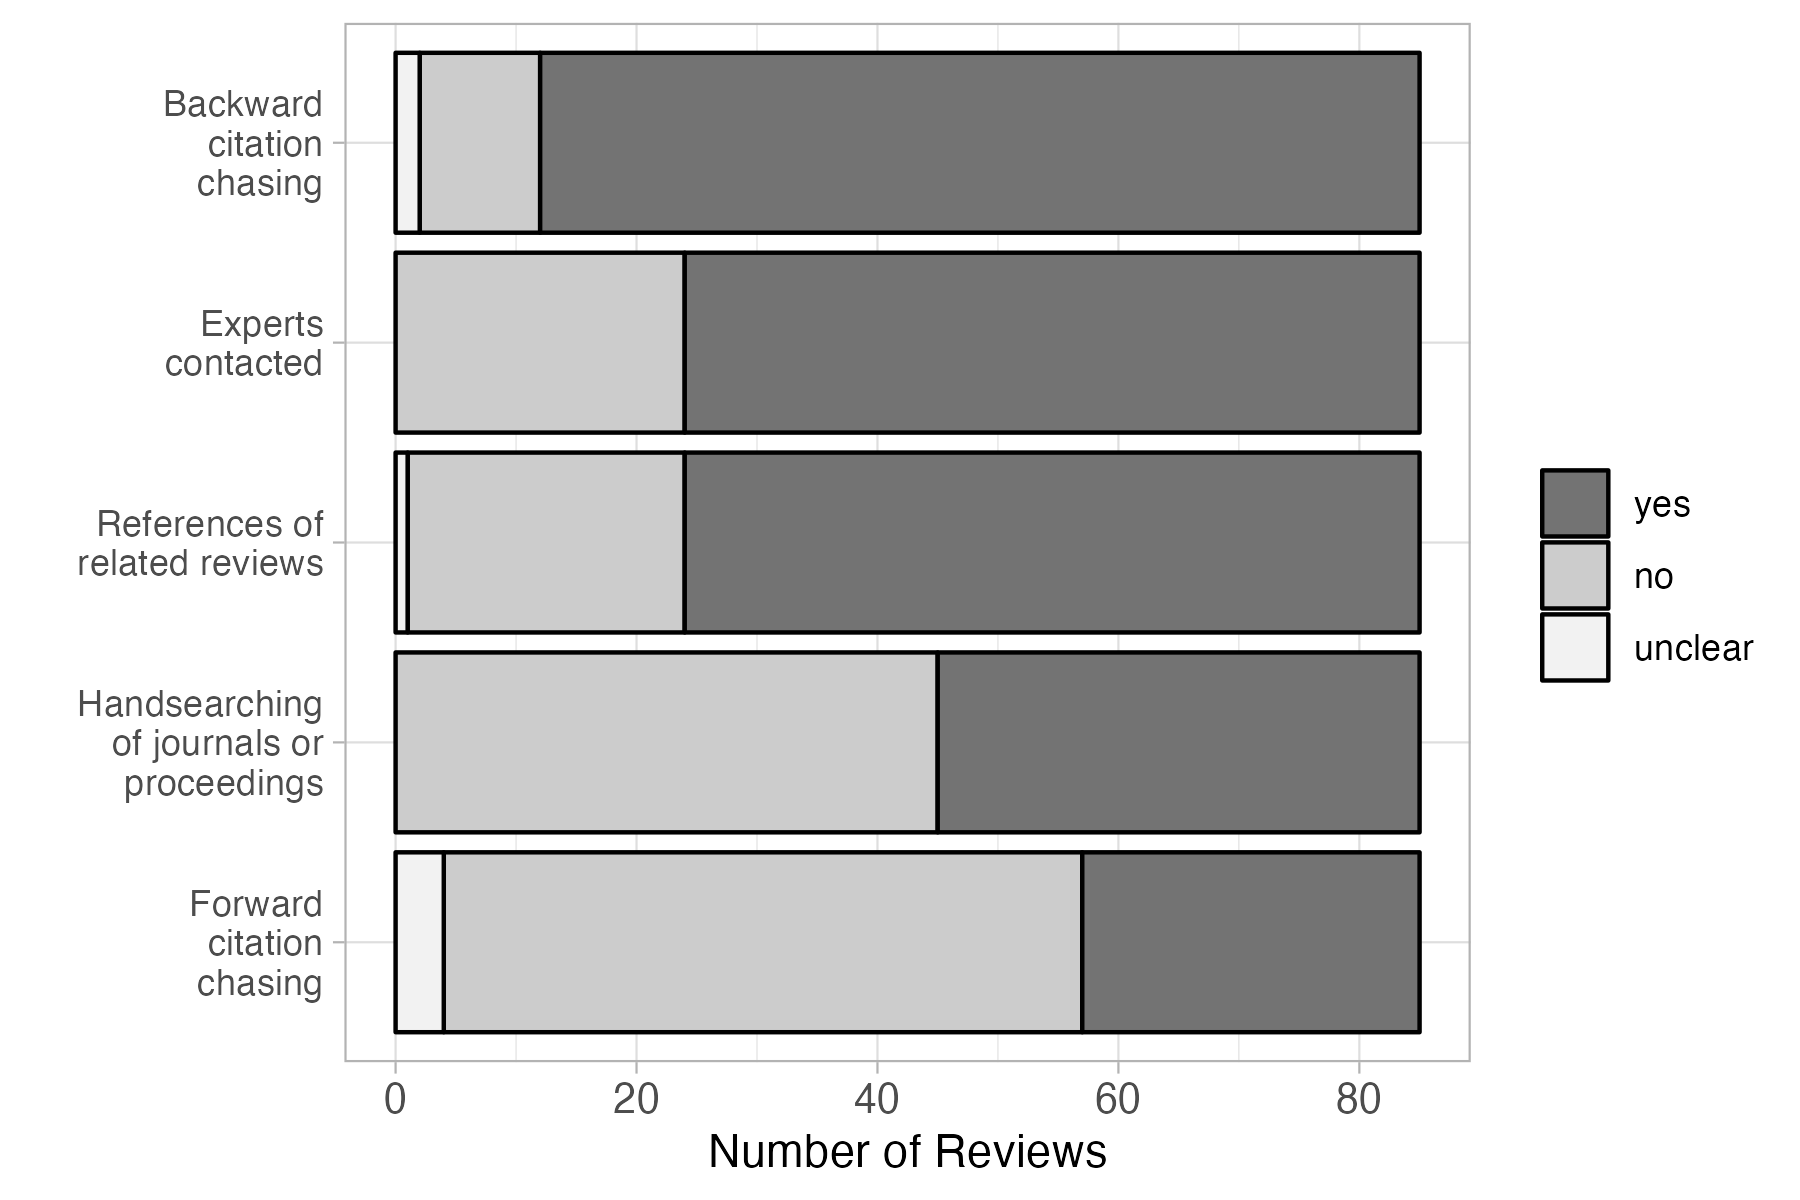 Backward
citation
chasing
Experts
contacted
References of
related reviews
Handsearching
of journals or
proceedings
Forward
citation
chasing
0 20 40 60 80
Number of Reviews
yes
no
unclear